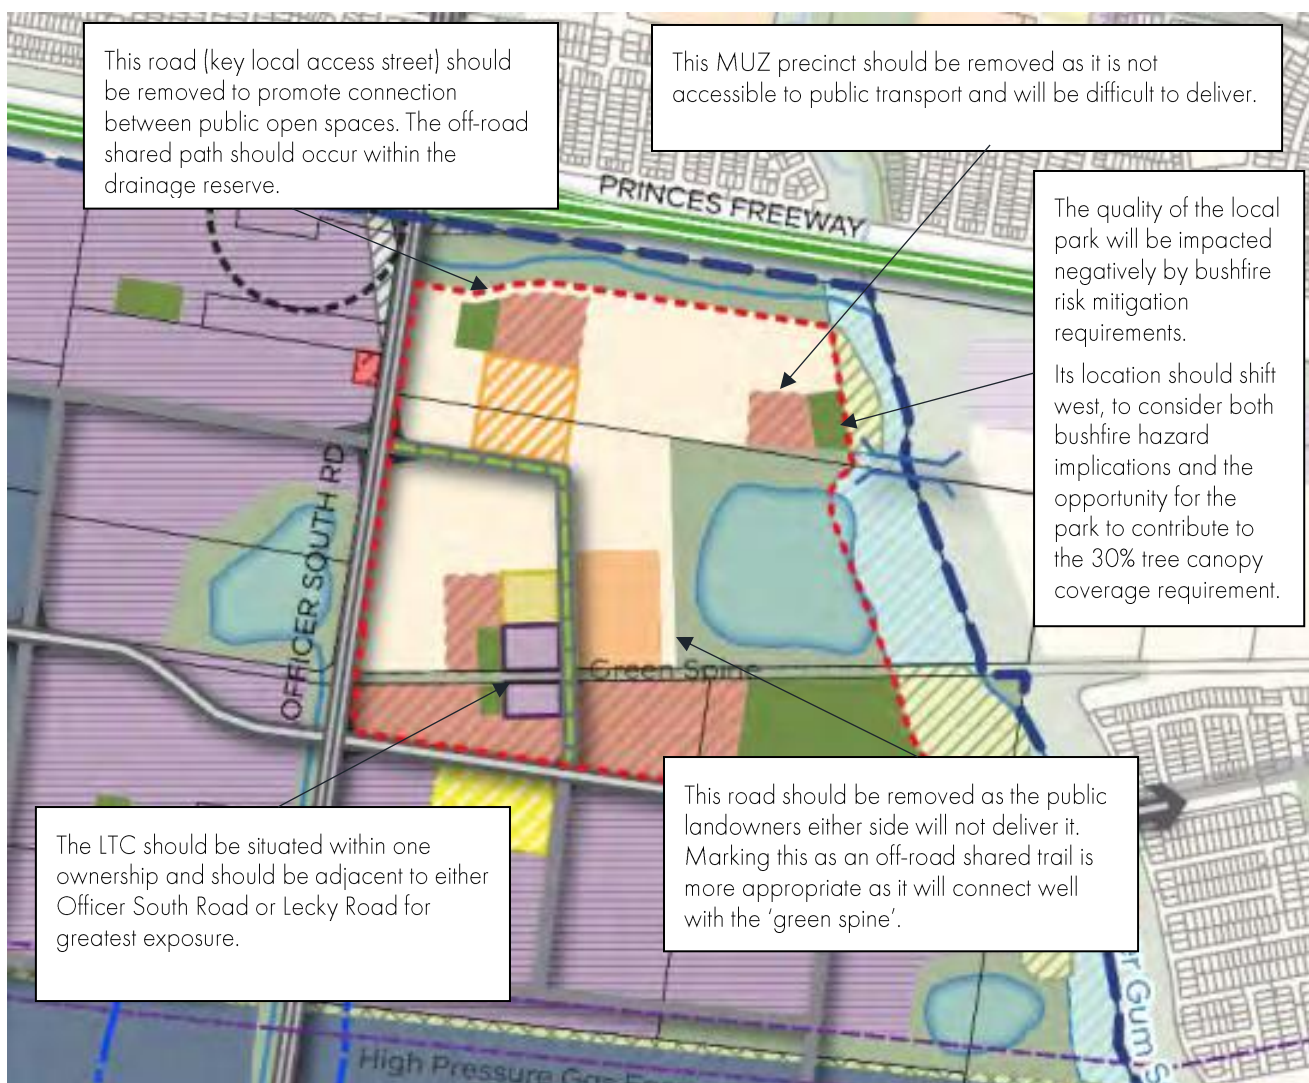 This road (key local access street) should
be removed to promote connection
between public open spaces. The off-road
shared path should occur within the
drainage reserve.
This MUZ precinct should be removed as it is not
accessible to public transport and will be difficult to deliver.
PRINCES FREEWAY
The quality of the local
park will be impacted
negatively by bushfire
risk mitigation
requirements.
Its location should shift
west, to consider both
bushfire hazard
implications and the
opportunity for the
park to contribute to
the 30% tree canopy
coverage requirement.
OFFICER SOUTH RD
Green Spine
This road should be removed as the public
landowners either side will not deliver it.
Marking this as an off-road shared trail is
more appropriate as it will connect well
with the 'green spine'.
The LTC should be situated within one
ownership and should be adjacent to either
Officer South Road or Lecky Road for
greatest exposure.
Gum
High Pressure Gas